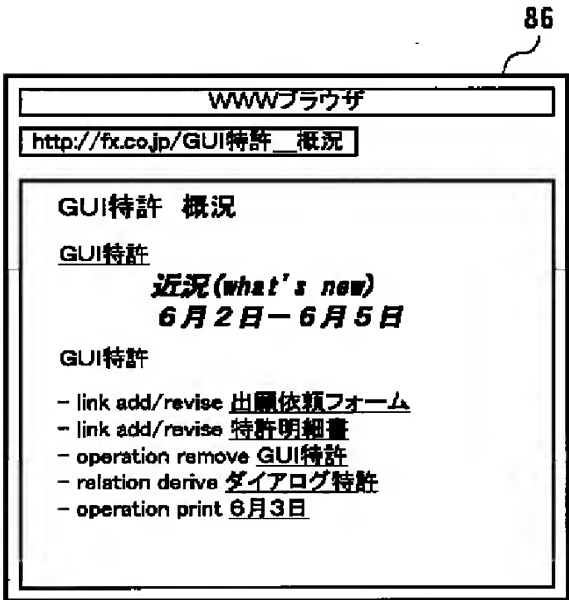 86
WWWブラウザ
http://fx.co.jp/GUI特許__概況
GUI特許 概況
GUI特許
近況(what's new)
6月2日－6月5日
GUI特許
- link add/revise 出願依頼フォーム
- link add/revise 特許明細書
- operation remove GUI特許
- relation derive ダイアログ特許
- operation print 6月3日